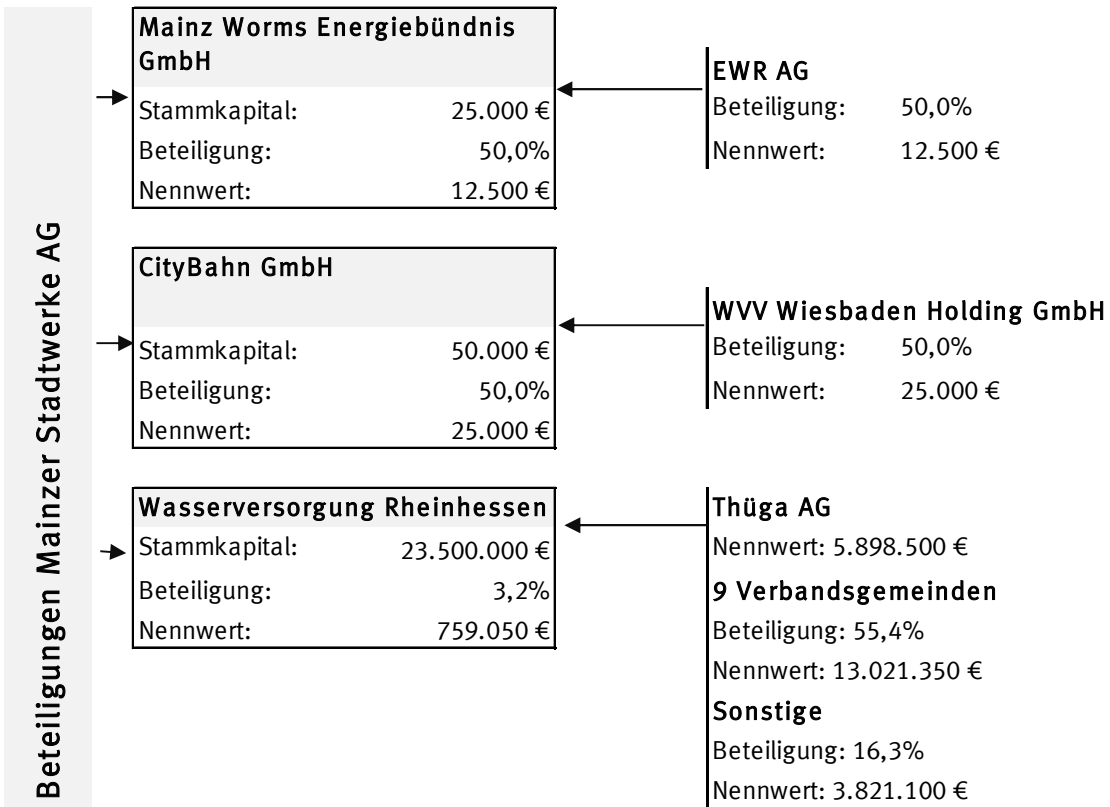 Beteiligungen Mainzer Stadtwerke AG
Mainz Worms Energiebündnis
GmbH
Stammkapital: 25.000 €
Beteiligung: 50,0%
Nennwert: 12.500 €
EWR AG
Beteiligung: 50,0%
Nennwert: 12.500 €
CityBahn GmbH
Stammkapital: 50.000 €
Beteiligung: 50,0%
Nennwert: 25.000 €
WVV Wiesbaden Holding GmbH
Beteiligung: 50,0%
Nennwert: 25.000 €
Wasserversorgung Rheinhessen
Stammkapital: 23.500.000 €
Beteiligung: 3,2%
Nennwert: 759.050 €
Thüga AG
Nennwert: 5.898.500 €
9 Verbandsgemeinden
Beteiligung: 55,4%
Nennwert: 13.021.350 €
Sonstige
Beteiligung: 16,3%
Nennwert: 3.821.100 €